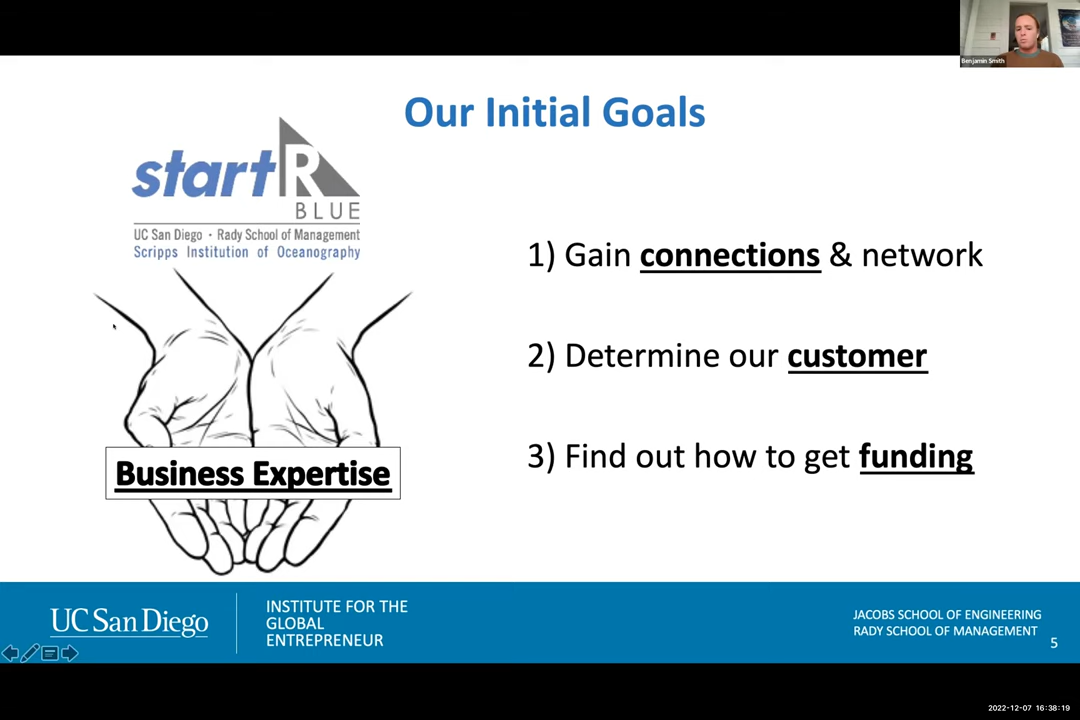 Benjamin Smith
Our Initial Goals
startR
BLUE
UC San Diego • Rady School of Management
Scripps Institution of Oceanography
1) Gain connections & network
2) Determine our customer
3) Find out how to get funding
Business Expertise
UC San Diego
INSTITUTE FOR THE
GLOBAL
ENTREPRENEUR
JACOBS SCHOOL OF ENGINEERING
RADY SCHOOL OF MANAGEMENT
5
2022-12-07 16:38:19